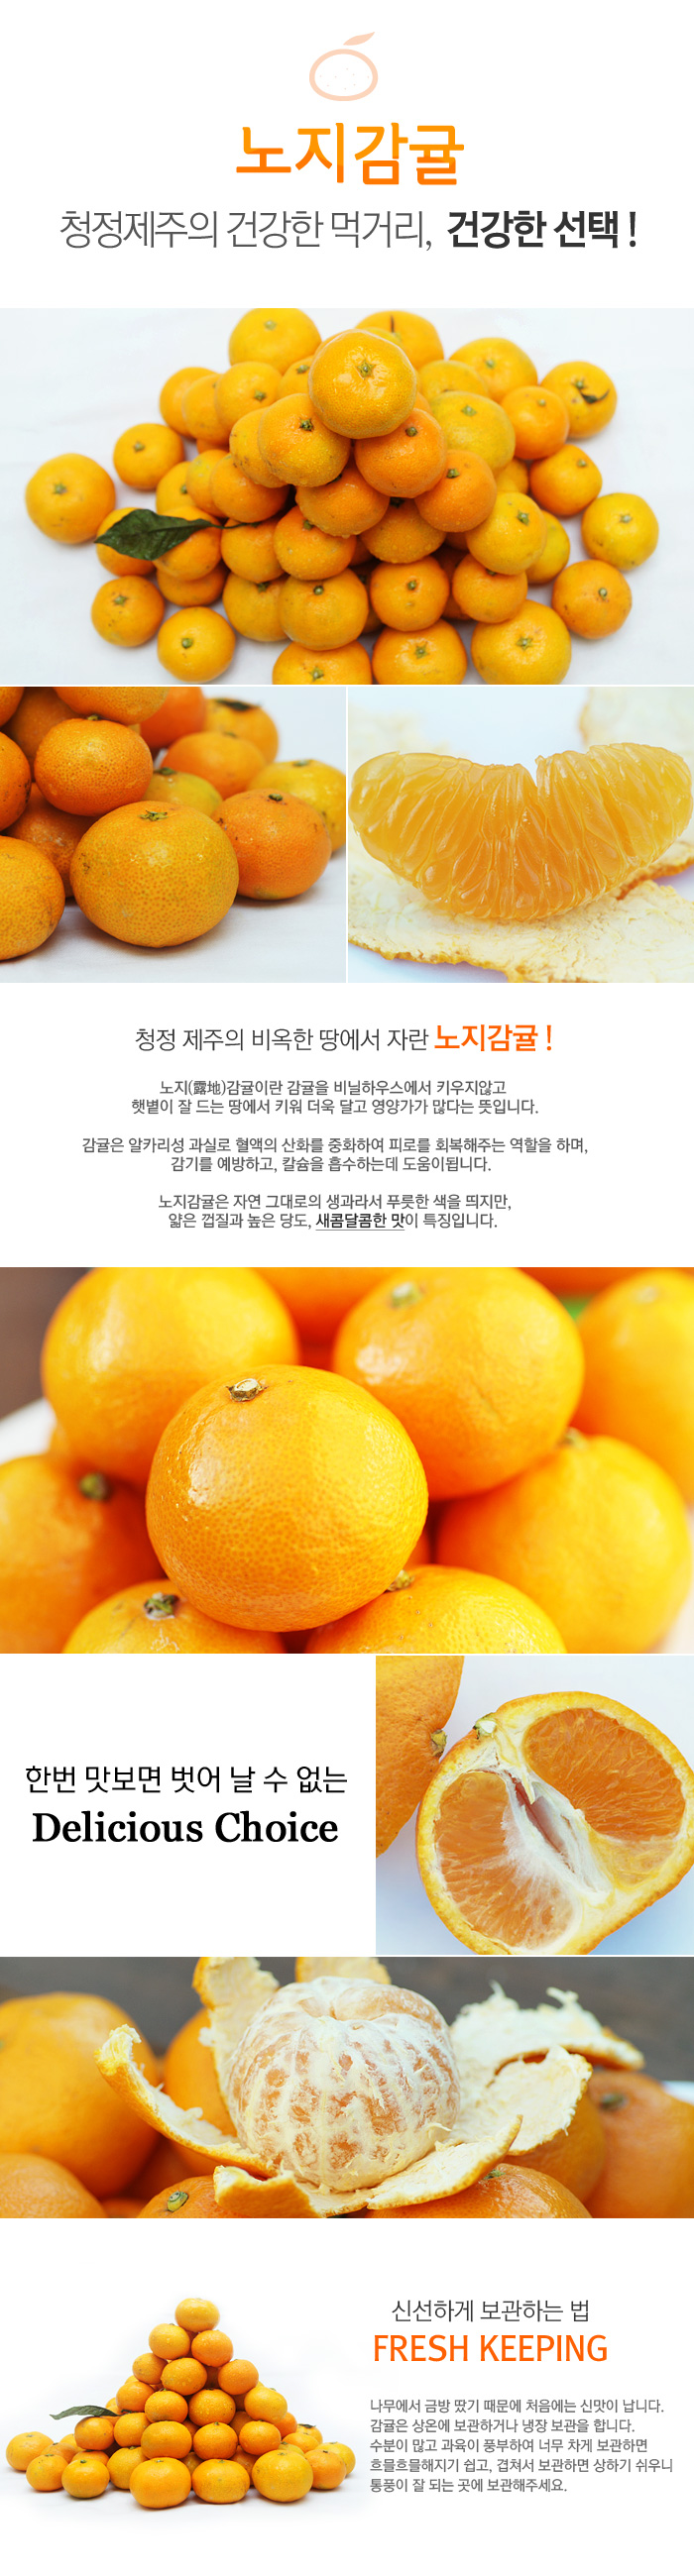 노지감귤
청정제주의 건강한 먹거리, 건강한 선택 !
청정 제주의 비옥한 땅에서 자란 노지감귤 !
노지(露地)감귤이란 감귤을 비닐하우스에서 키우지않고
햇볕이 잘 드는 땅에서 키워 더욱 달고 영양가가 많다는 뜻입니다.
감귤은 알카리성 과실로 혈액의 산화를 중화하여 피로를 회복해주는 역할을 하며,
감기를 예방하고, 칼슘을 흡수하는데 도움이됩니다.
노지감귤은 자연 그대로의 생과라서 푸릇한 색을 띄지만,
얇은 껍질과 높은 당도, 새콤달콤한 맛이 특징입니다.
한번 맛보면 벗어 날 수 없는
Delicious Choice
신선하게 보관하는 법
FRESH KEEPING
나무에서 금방 땄기 때문에 처음에는 신맛이 납니다.
감귤은 상온에 보관하거나 냉장 보관을 합니다.
수분이 많고 과육이 풍부하여 너무 차게 보관하면
흐믈흐믈해지기 쉽고, 겹쳐서 보관하면 상하기 쉬우니
통풍이 잘 되는 곳에 보관해주세요.